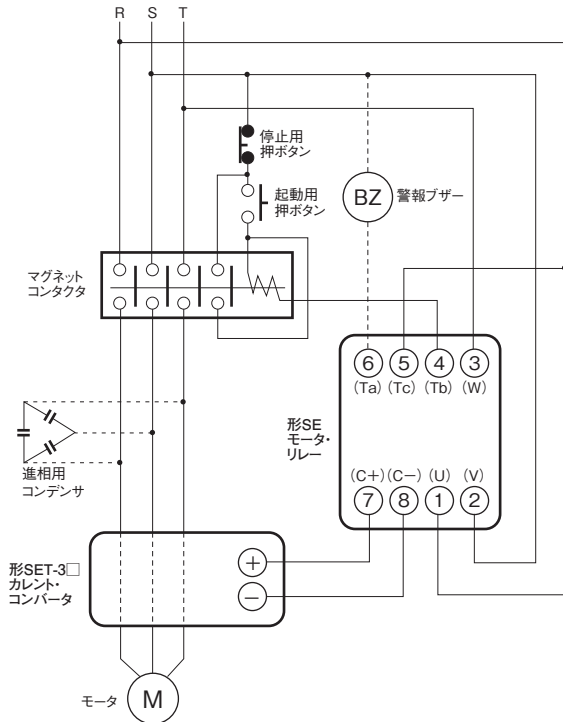 R S T
停止用
押ボタン
起動用
押ボタン
BZ 警報ブザー
マグネット
コンタクタ
6 5 4 3
(Ta) (Tc) (Tb) (W)
形SE
モータ・
リレー
(C+) (C−) (U) (V)
7 8 1 2
進相用
コンデンサ
形SET-3□
カレント・
コンバータ
+
−
モータ M